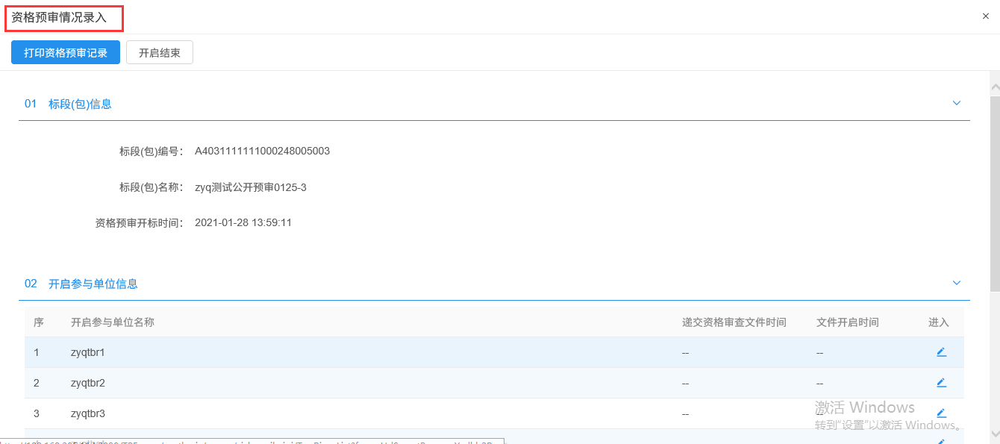 资格预审情况录入
×
打印资格预审记录 开启结束
01 标段(包)信息
标段(包)编号： A4031111111000248005003
标段(包)名称： zyq测试公开预审0125-3
资格预审开标时间： 2021-01-28 13:59:11
02 开启参与单位信息
序 开启参与单位名称 递交资格审查文件时间 文件开启时间 进入
1 zyqtbr1 -- --
2 zyqtbr2 -- --
3 zyqtbr3 -- --
激活 Windows
转到“设置”以激活 Windows。